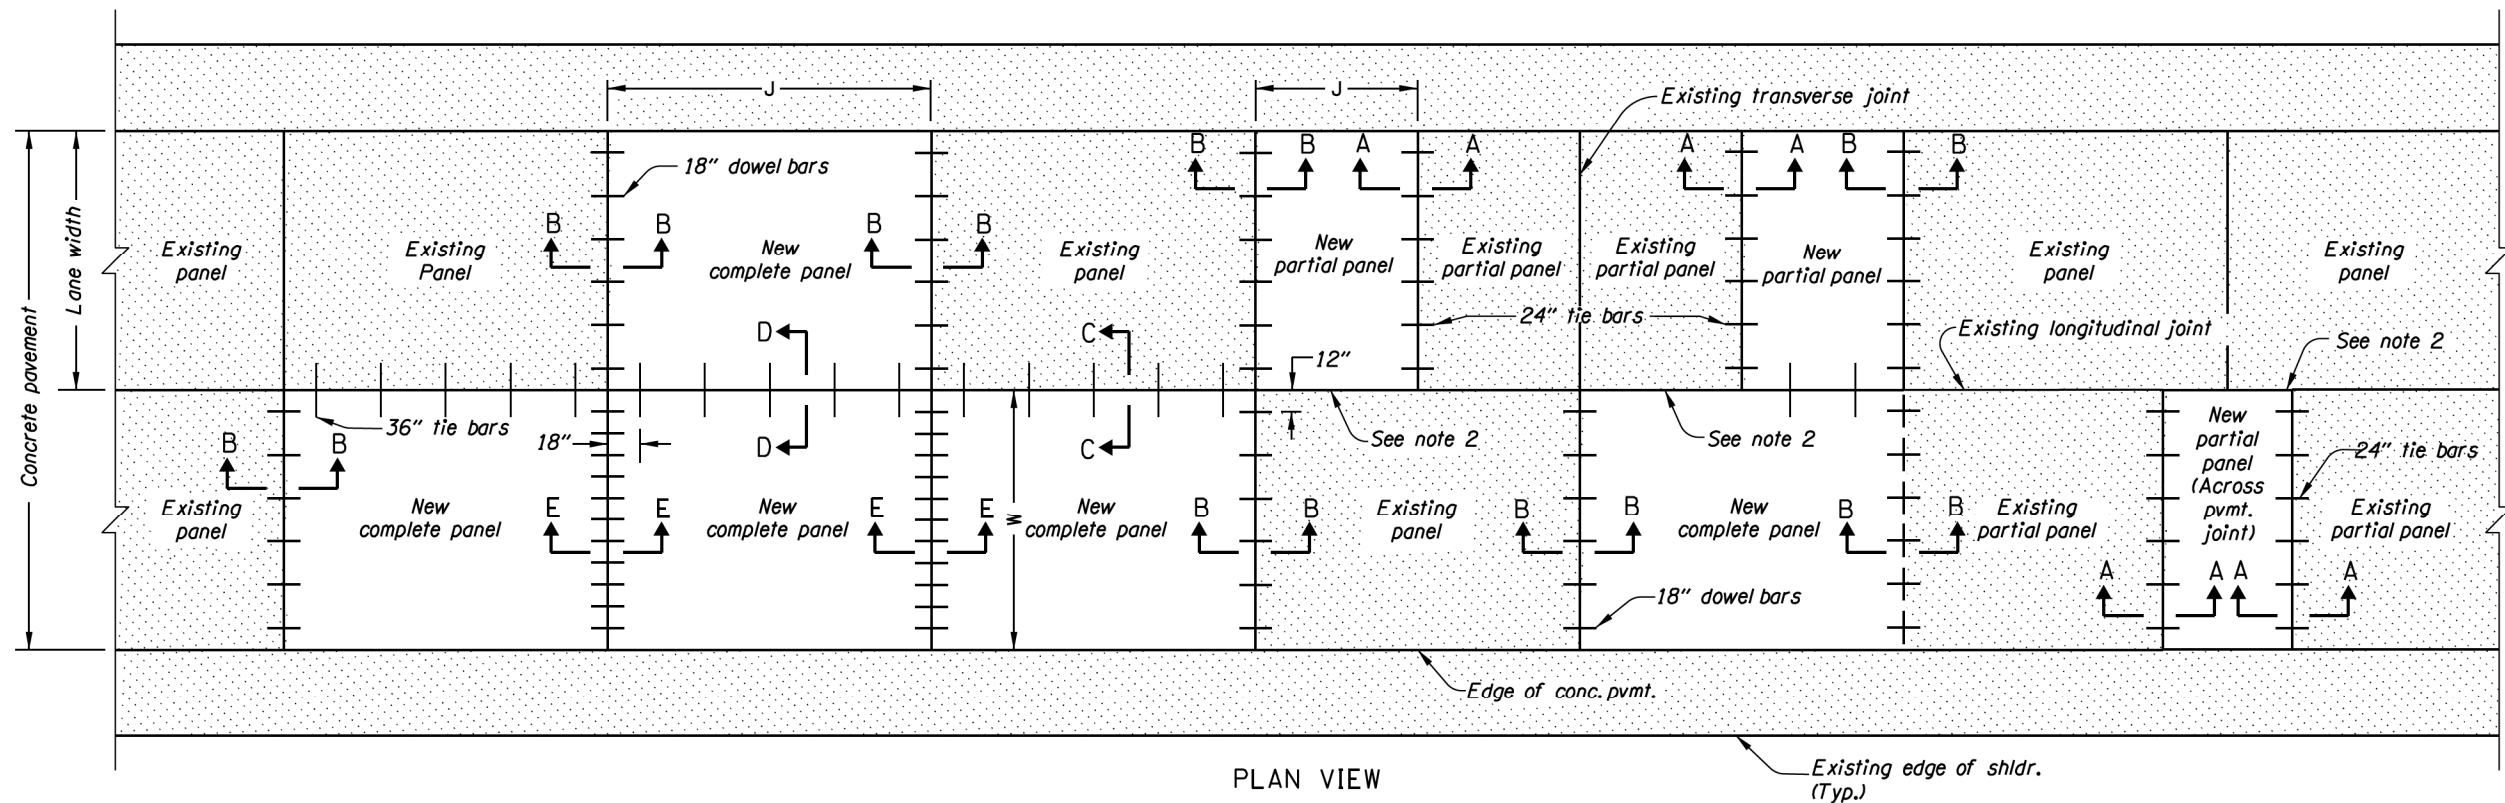 J
J
Existing transverse joint
B
B
A
A
A
A
B
B
18" dowel bars
Lane width
Concrete pavement
Existing
panel
Existing
Panel
B
B
New
complete panel
B
B
Existing
panel
New
partial panel
Existing
partial panel
Existing
partial panel
New
partial panel
Existing
panel
Existing
panel
D
C
24" tie bars
Existing longitudinal joint
See note 2
12"
36" tie bars
18"
D
C
See note 2
See note 2
New
partial
panel
(Across
pvmt.
joint)
24" tie bars
B
B
Existing
panel
New
complete panel
E
E
New
complete panel
E
E
W
New
complete panel
B
B
Existing
panel
B
B
New
complete panel
B
B
Existing
partial panel
Existing
partial panel
A
A
A
A
18" dowel bars
Edge of conc. pvmt.
PLAN VIEW
Existing edge of shldr.
(Typ.)